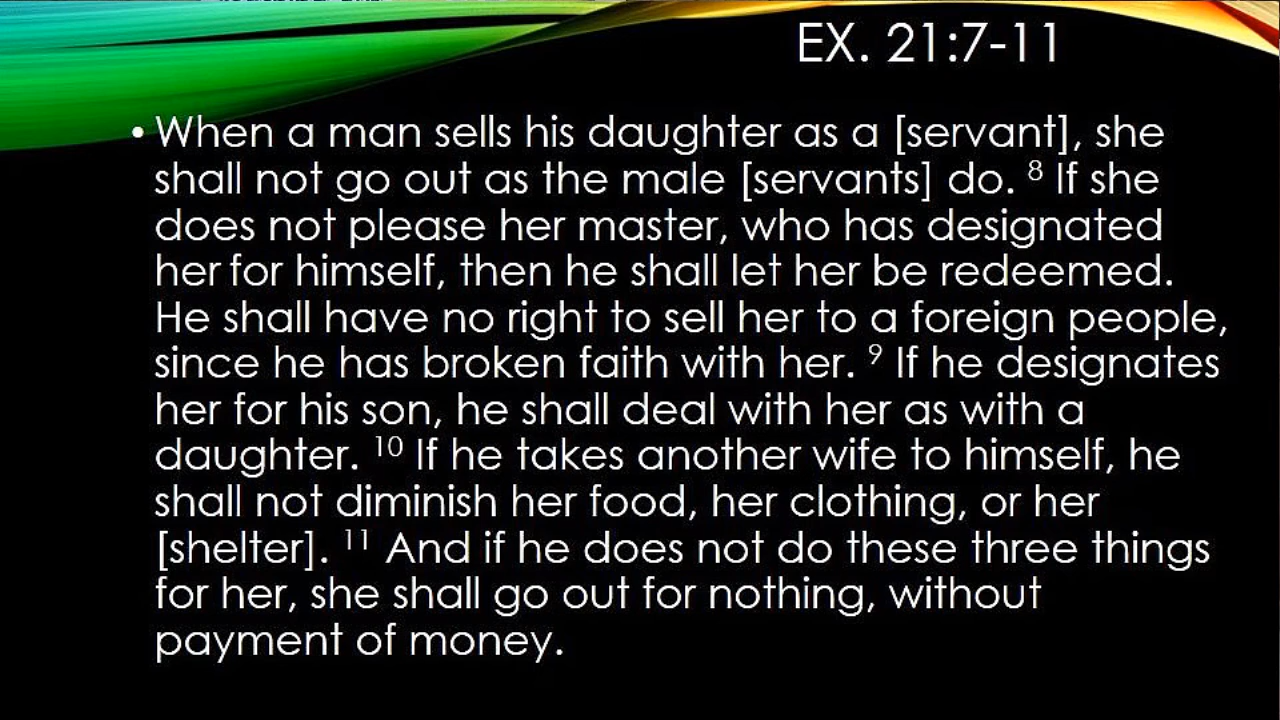 EX. 21:7-11
• When a man sells his daughter as a [servant], she
shall not go out as the male [servants] do. 8 If she
does not please her master, who has designated
her for himself, then he shall let her be redeemed.
He shall have no right to sell her to a foreign people,
since he has broken faith with her. 9 If he designates
her for his son, he shall deal with her as with a
daughter. 10 If he takes another wife to himself, he
shall not diminish her food, her clothing, or her
[shelter]. 11 And if he does not do these three things
for her, she shall go out for nothing, without
payment of money.